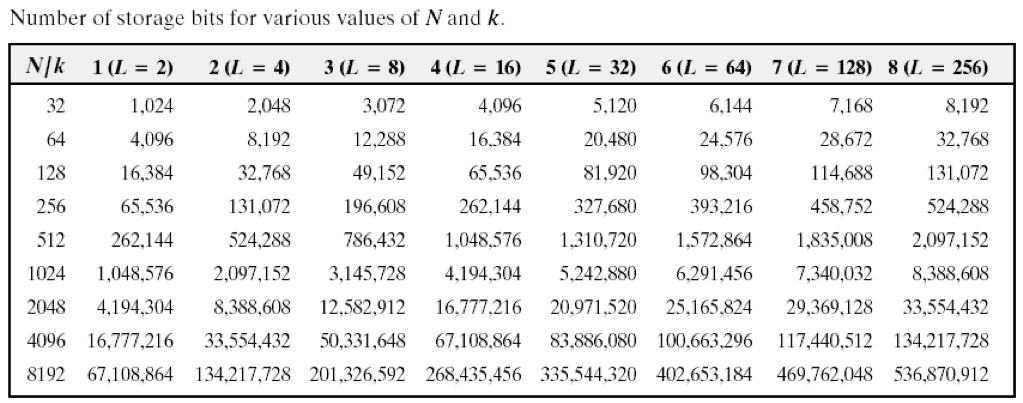 Number of storage bits for various values of N and k.
N/k 1 (L = 2) 2 (L = 4) 3 (L = 8) 4 (L = 16) 5 (L = 32) 6 (L = 64) 7 (L = 128) 8 (L = 256)
32 1,024 2,048 3,072 4,096 5,120 6,144 7,168 8,192
64 4,096 8,192 12,288 16,384 20,480 24,576 28,672 32,768
128 16,384 32,768 49,152 65,536 81,920 98,304 114,688 131,072
256 65,536 131,072 196,608 262,144 327,680 393,216 458,752 524,288
512 262,144 524,288 786,432 1,048,576 1,310,720 1,572,864 1,835,008 2,097,152
1024 1,048,576 2,097,152 3,145,728 4,194,304 5,242,880 6,291,456 7,340,032 8,388,608
2048 4,194,304 8,388,608 12,582,912 16,777,216 20,971,520 25,165,824 29,369,128 33,554,432
4096 16,777,216 33,554,432 50,331,648 67,108,864 83,886,080 100,663,296 117,440,512 134,217,728
8192 67,108,864 134,217,728 201,326,592 268,435,456 335,544,320 402,653,184 469,762,048 536,870,912